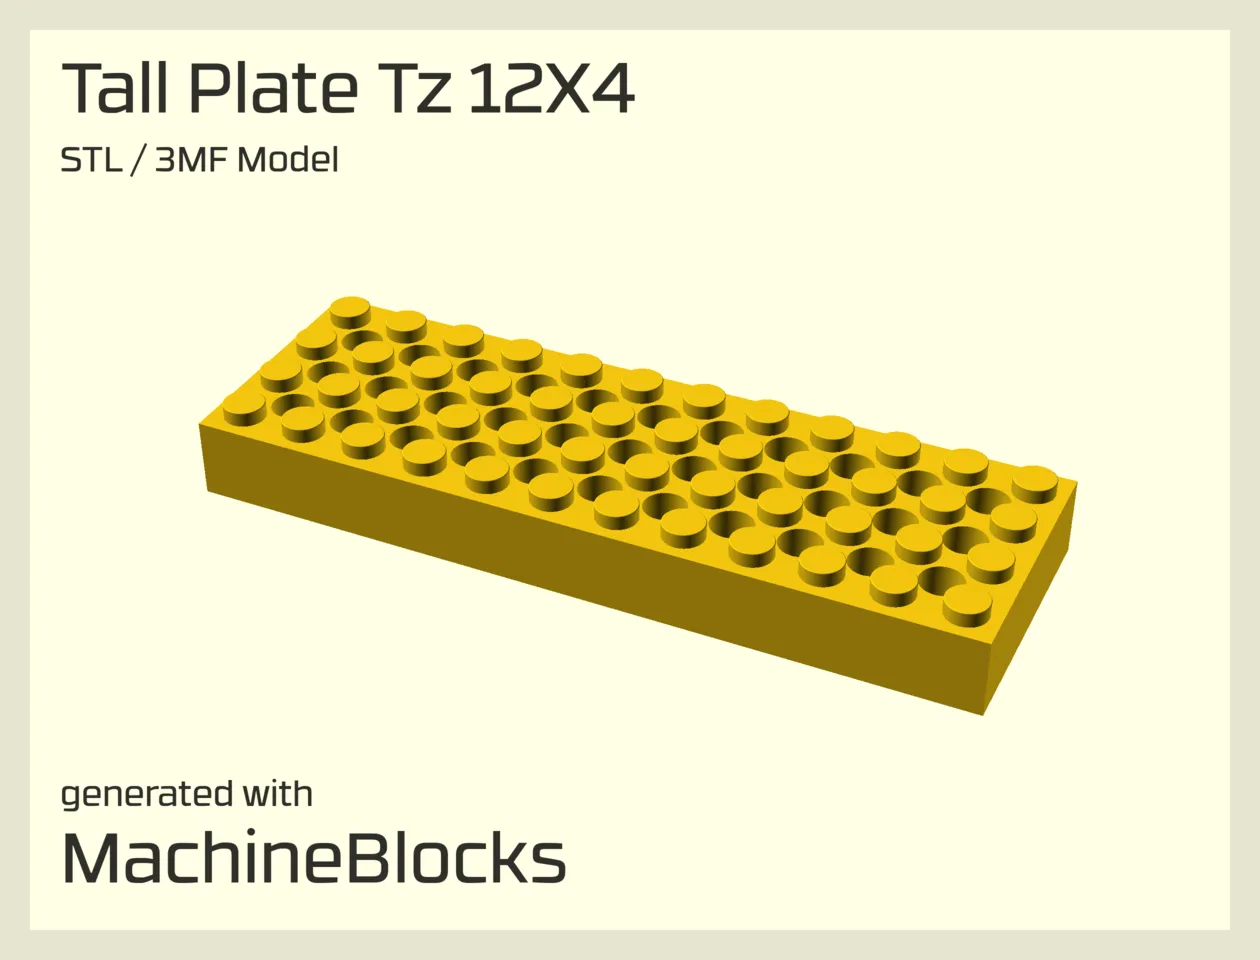 Tall Plate Tz 12X4
STL / 3MF Model
generated with
MachineBlocks